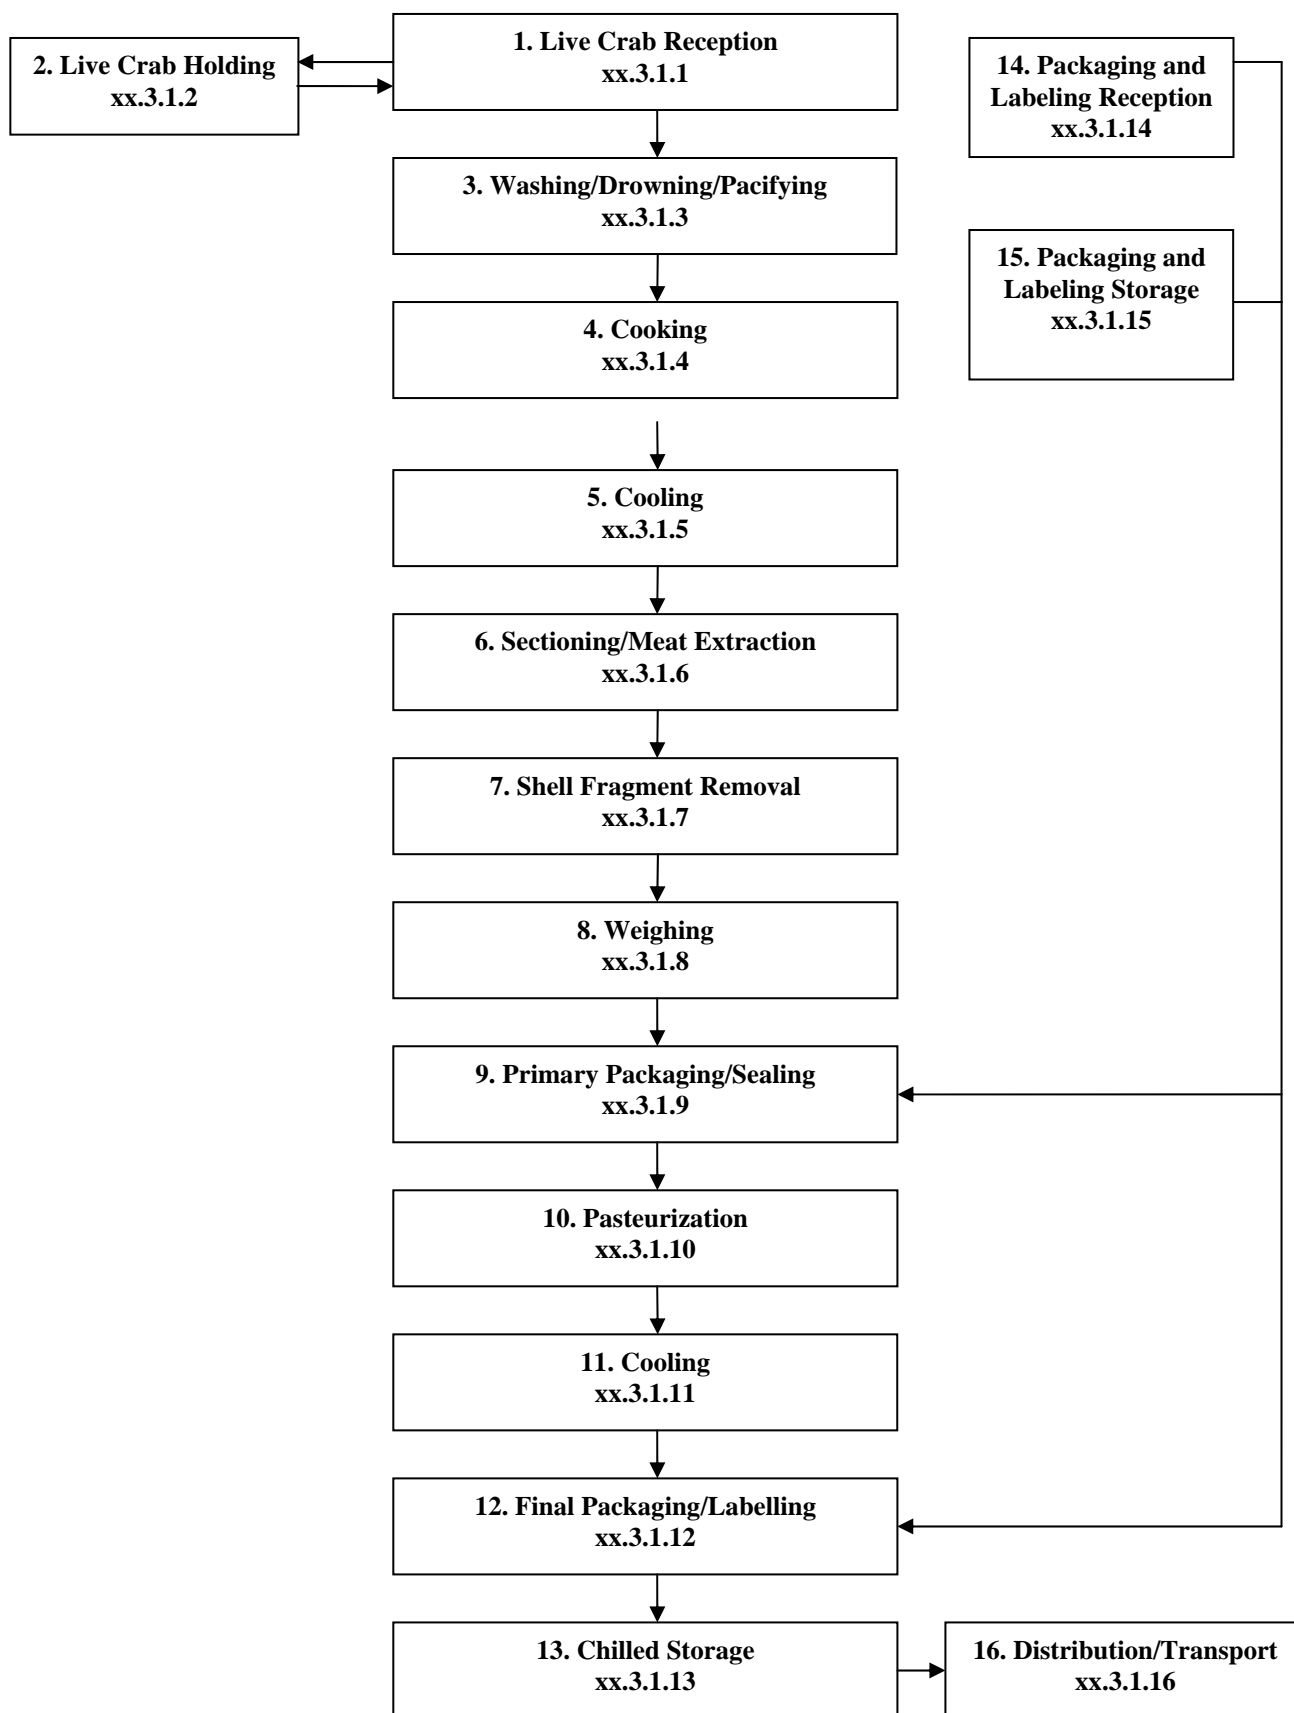 1. Live Crab Reception
xx.3.1.1
2. Live Crab Holding
xx.3.1.2
14. Packaging and
Labeling Reception
xx.3.1.14
3. Washing/Drowning/Pacifying
xx.3.1.3
15. Packaging and
Labeling Storage
xx.3.1.15
4. Cooking
xx.3.1.4
5. Cooling
xx.3.1.5
6. Sectioning/Meat Extraction
xx.3.1.6
7. Shell Fragment Removal
xx.3.1.7
8. Weighing
xx.3.1.8
9. Primary Packaging/Sealing
xx.3.1.9
10. Pasteurization
xx.3.1.10
11. Cooling
xx.3.1.11
12. Final Packaging/Labelling
xx.3.1.12
13. Chilled Storage
xx.3.1.13
16. Distribution/Transport
xx.3.1.16